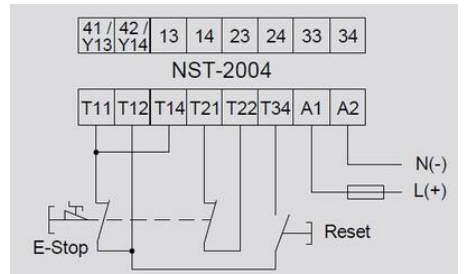 41/ 42/ 13 14 23 24 33 34
Y13 Y14
NST-2004
T11 T12 T14 T21 T22 T34 A1 A2
N(-)
L(+)
E-Stop Reset